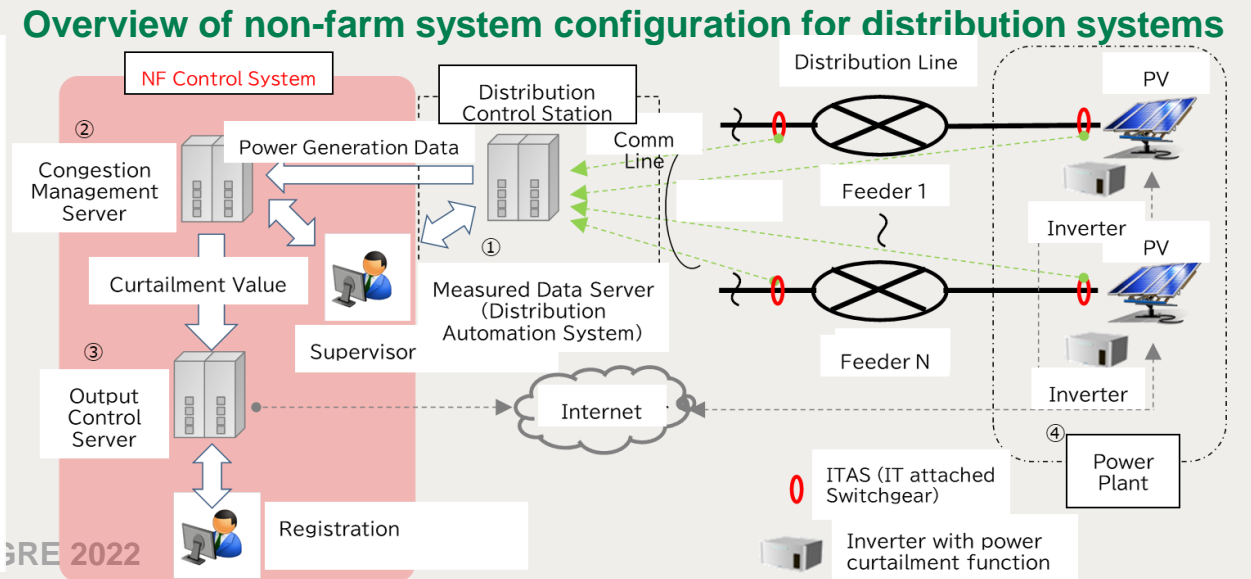 Overview of non-farm system configuration for distribution systems
NF Control System
②
Congestion
Management
Server
Power Generation Data
Curtailment Value
Supervisor
③
Output
Control
Server
Registration
Distribution
Control Station
①
Measured Data Server
(Distribution
Automation System)
Comm
Line
Distribution Line
Feeder 1
Feeder N
Internet
PV
Inverter
PV
Inverter
④
Power
Plant
ITAS (IT attached
Switchgear)
Inverter with power
curtailment function
GRE 2022